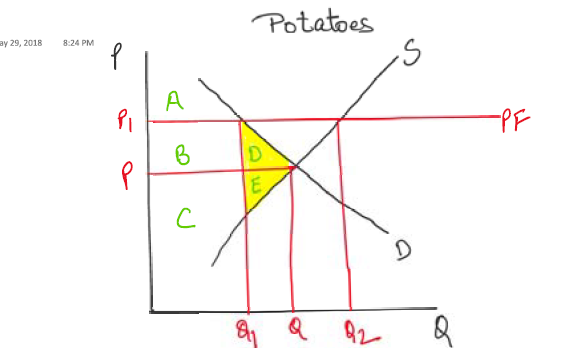 Potatoes
ay 29, 2018 8:24 PM
P
S
A
P1
PF
B
D
P
E
C
D
Q1
Q
Q2
Q